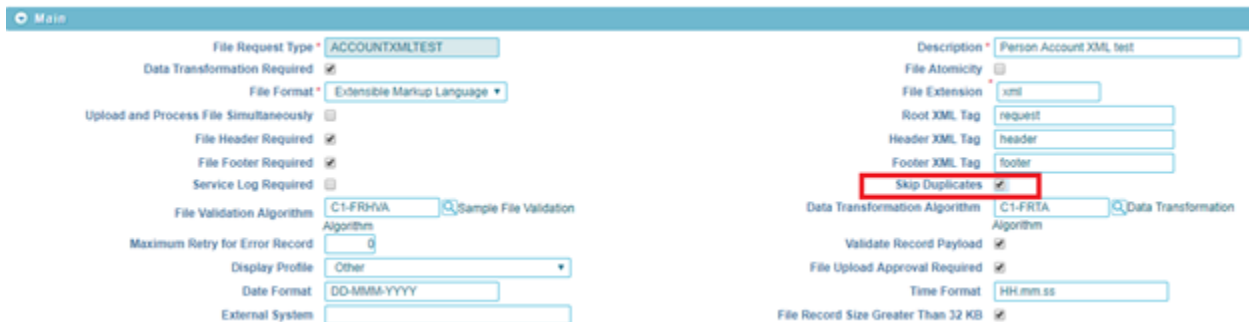 Main
File Request Type * ACCOUNTXMLTEST Description * Person Account XML test
Data Transformation Required File Atomicity
File Format * Extensible Markup Language File Extension * xml
Upload and Process File Simultaneously Root XML Tag request
File Header Required Header XML Tag header
File Footer Required Footer XML Tag footer
Service Log Required Skip Duplicates
File Validation Algorithm C1-FRHVA Sample File Validation Data Transformation Algorithm C1-FRTA Data Transformation
Algorithm Algorithm
Maximum Retry for Error Record 0 Validate Record Payload
Display Profile Other File Upload Approval Required
Date Format DD-MMM-YYYY Time Format HH.mm.ss
External System File Record Size Greater Than 32 KB